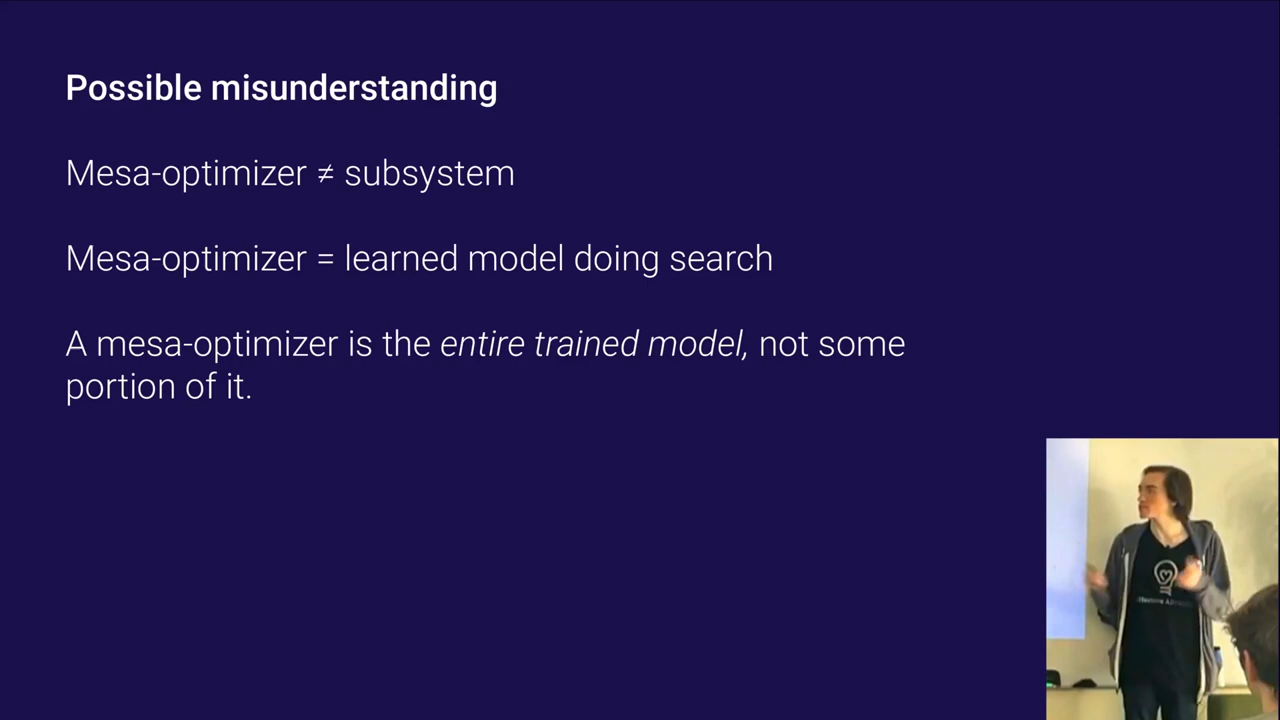 Possible misunderstanding
Mesa-optimizer ≠ subsystem
Mesa-optimizer = learned model doing search
A mesa-optimizer is the entire trained model, not some
portion of it.